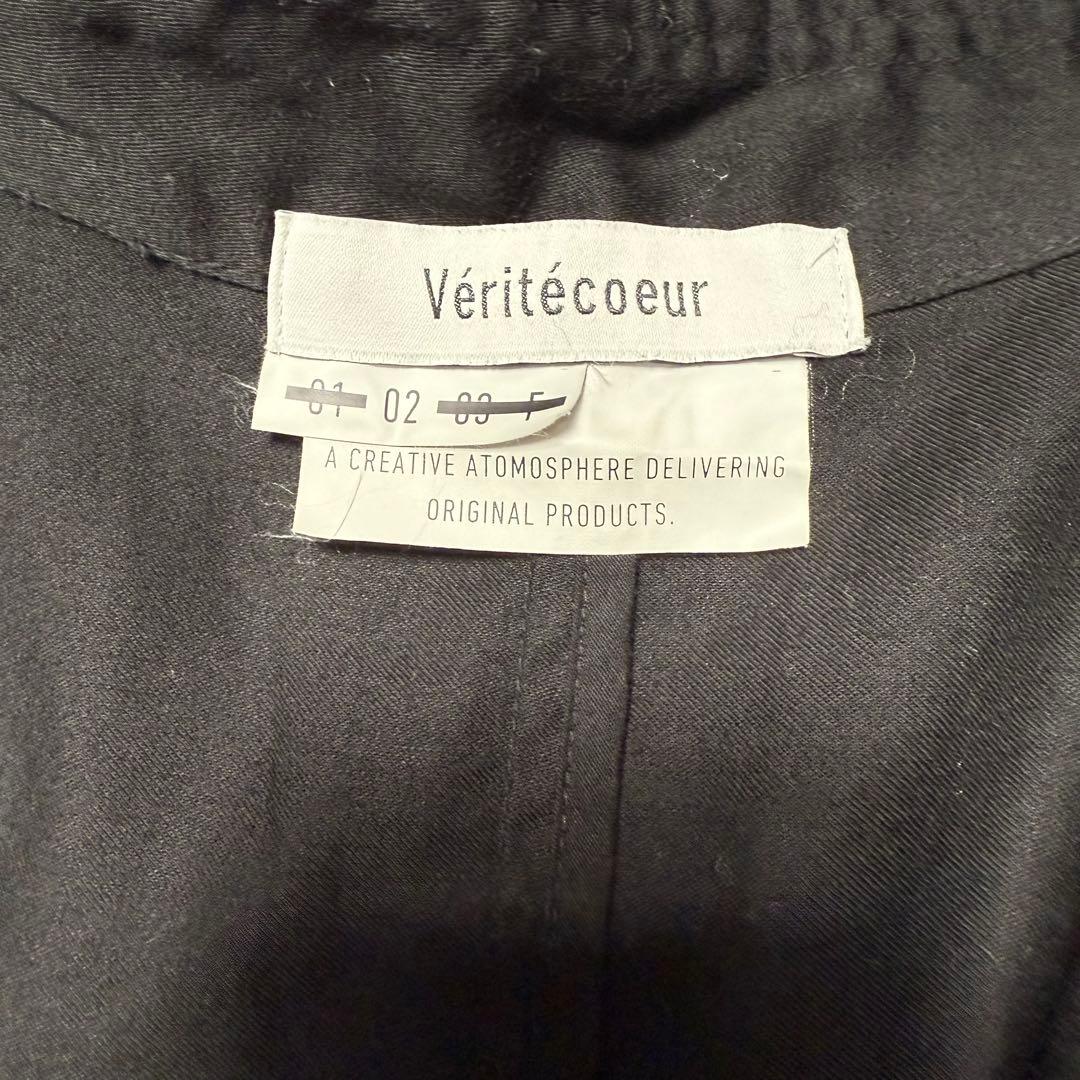 Véritécoeur
01 02 03 F
A CREATIVE ATOMOSPHERE DELIVERING
ORIGINAL PRODUCTS.